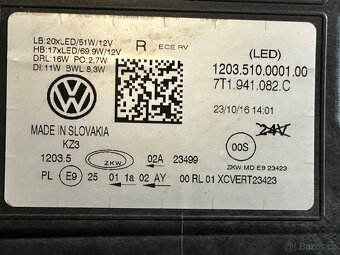 LB:20xLED/51W/12V
HB:17xLED/69.9W/12V
DRL:16W PO:2,7W
DI:11W BWL 8,3W
R ECE RV
(LED)
1203.510.0001.00
7T1.941.082.C
23/10/16 14:01
24V
MADE IN SLOVAKIA
KZ3
00S
1203.5 ZKW 02A 23499
ZKW MD E9 23423
PL E9 25 01 1a 02 AY 00 RL 01 XCVERT23423